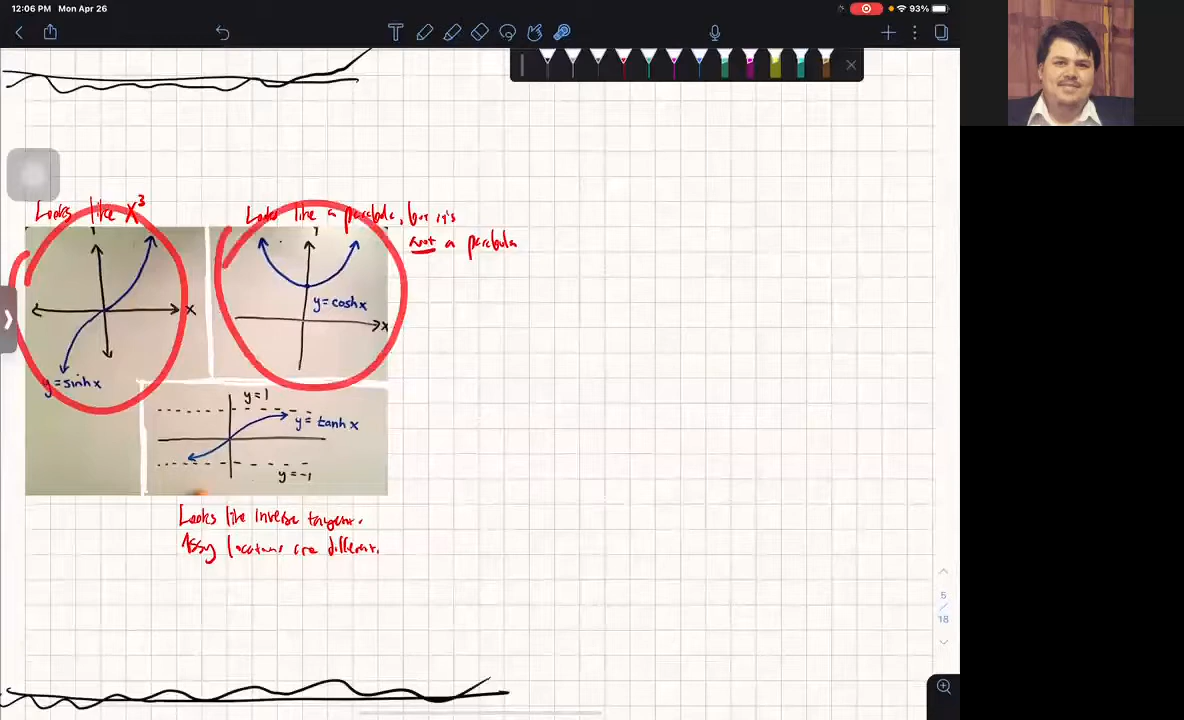 12:06 PM Mon Apr 26
93%
T
Looks like x³
Looks like a parabola, but it's
not a parabola
y = sinh x
x
y = cosh x
x
y = 1
y = tanh x
y = -1
Looks like inverse tangent.
Asy locations are different.
5
/
18